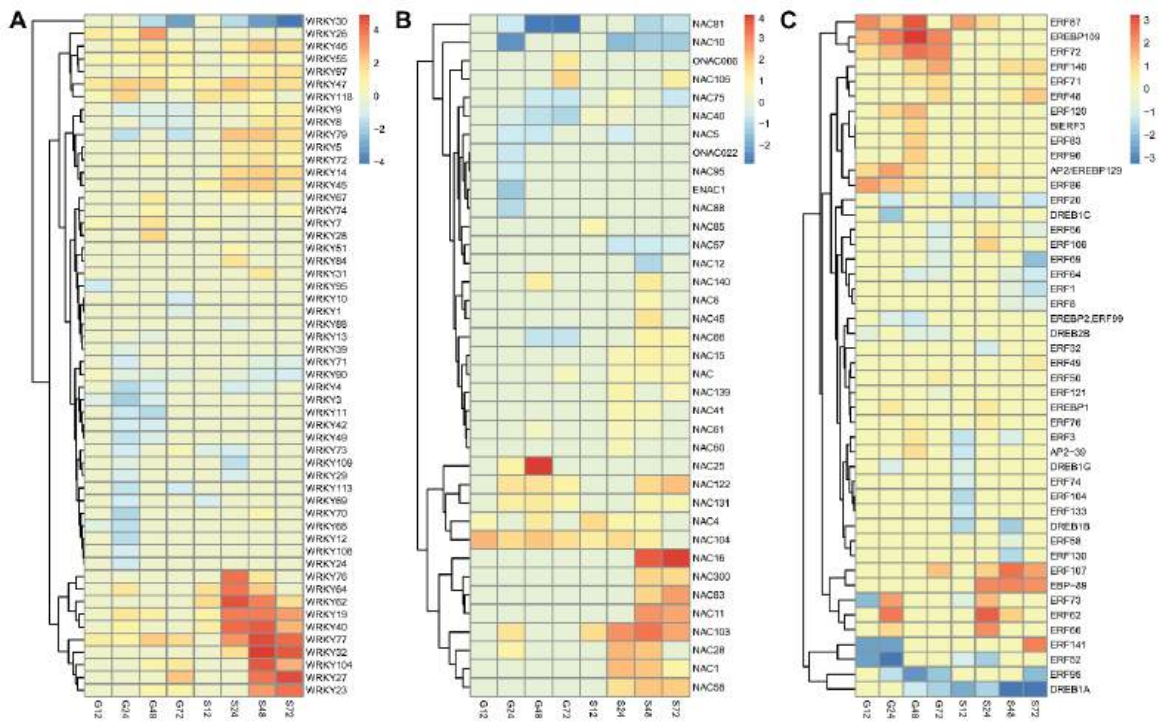 A
WRKY30
WRKY26
WRKY46
WRKY55
WRKY97
WRKY47
WRKY118
WRKY9
WRKY8
WRKY79
WRKY5
WRKY72
WRKY14
WRKY45
WRKY67
WRKY74
WRKY7
WRKY28
WRKY51
WRKY84
WRKY31
WRKY95
WRKY10
WRKY1
WRKY88
WRKY13
WRKY39
WRKY71
WRKY90
WRKY4
WRKY3
WRKY11
WRKY42
WRKY49
WRKY73
WRKY109
WRKY29
WRKY113
WRKY69
WRKY70
WRKY68
WRKY12
WRKY108
WRKY24
WRKY76
WRKY64
WRKY62
WRKY19
WRKY40
WRKY77
WRKY32
WRKY104
WRKY27
WRKY23
G12 G24 G48 G72 S12 S24 S48 S72
4
2
0
−2
−4
B
NAC81
NAC10
ONAC066
NAC105
NAC75
NAC40
NAC5
ONAC022
NAC95
ENAC1
NAC88
NAC85
NAC57
NAC12
NAC140
NAC6
NAC45
NAC86
NAC15
NAC
NAC139
NAC41
NAC61
NAC50
NAC25
NAC122
NAC131
NAC4
NAC104
NAC16
NAC300
NAC83
NAC11
NAC103
NAC28
NAC1
NAC58
G12 G24 G48 G72 S12 S24 S48 S72
4
3
2
1
0
−1
−2
C
ERF87
EREBP109
ERF72
ERF140
ERF71
ERF48
ERF120
BIERF3
ERF83
ERF96
AP2/EREBP129
ERF86
ERF20
DREB1C
ERF56
ERF106
ERF69
ERF64
ERF1
ERF8
EREBP2,ERF99
DREB2B
ERF32
ERF49
ERF50
ERF121
EREBP1
ERF76
ERF3
AP2−39
DREB1G
ERF74
ERF104
ERF133
DREB1B
ERF58
ERF130
ERF107
EBP−89
ERF73
ERF62
ERF66
ERF141
ERF52
ERF95
DREB1A
G12 G24 G48 G72 S12 S24 S48 S72
3
2
1
0
−1
−2